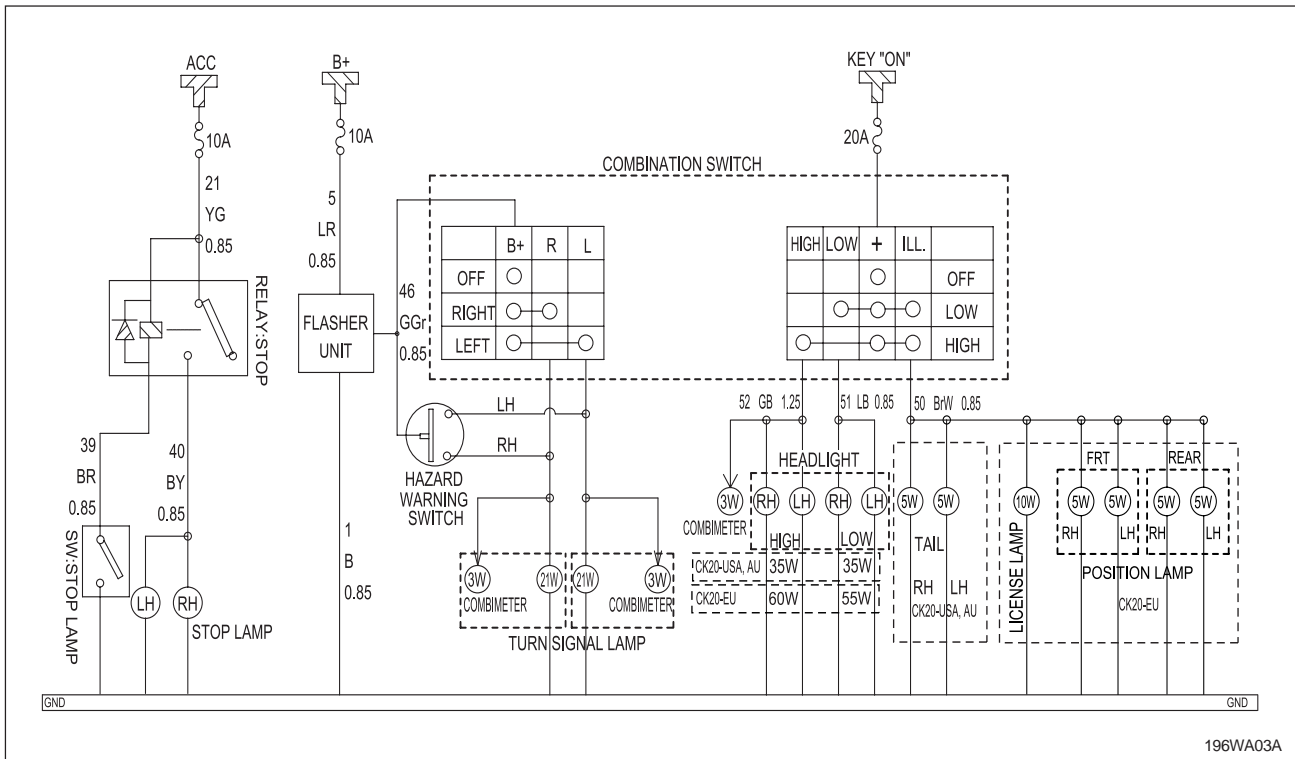 ACC
B+
KEY "ON"
10A
10A
20A
COMBINATION SWITCH
21
YG
0.85
5
LR
0.85
46
GGr
0.85
B+ R L
OFF
RIGHT
LEFT
HIGH LOW + ILL.
OFF
LOW
HIGH
RELAY:STOP
FLASHER
UNIT
LH
RH
HAZARD
WARNING
SWITCH
52 GB 1.25
51 LB 0.85
50 BrW 0.85
39
BR
0.85
40
BY
0.85
1
B
0.85
SW:STOP LAMP
LH
RH
STOP LAMP
3W
COMBIMETER
21W
21W
3W
COMBIMETER
TURN SIGNAL LAMP
3W
COMBIMETER
HEADLIGHT
RH LH RH LH
HIGH LOW
CK20-USA, AU 35W 35W
CK20-EU 60W 55W
5W 5W
TAIL
RH LH
CK20-USA, AU
10W
LICENSE LAMP
FRT
5W 5W
RH LH
REAR
5W 5W
RH LH
POSITION LAMP
CK20-EU
GND
GND
196WA03A